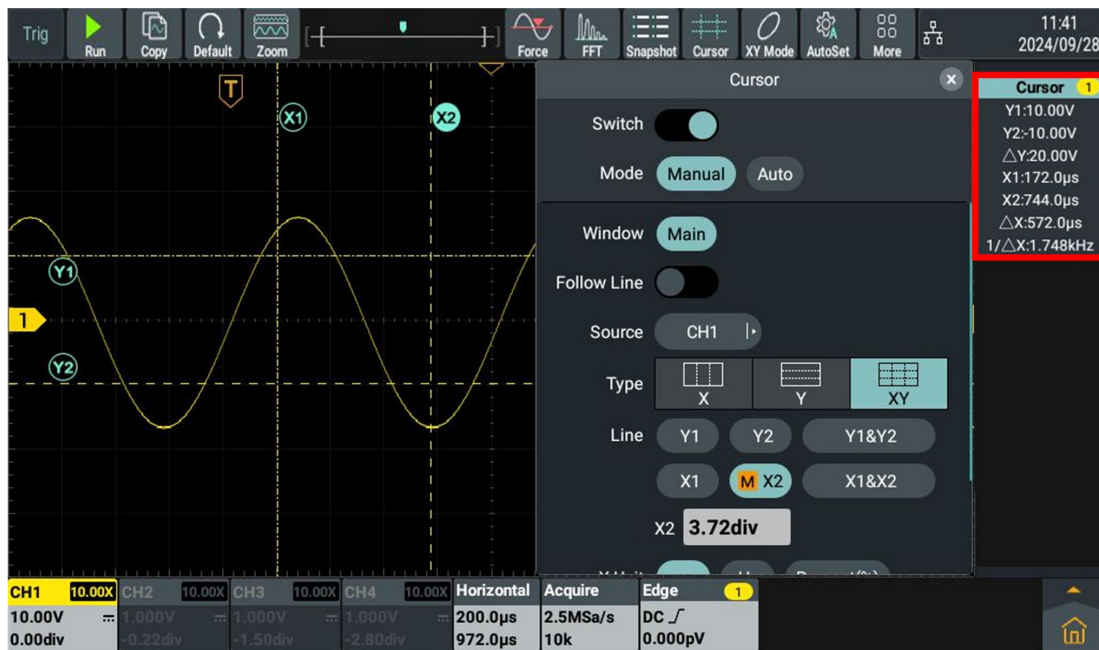 Trig Run Copy Default Zoom Force FFT Snapshot Cursor XY Mode AutoSet More 11:41
2024/09/28
T
X1
X2
Y1
1
Y2
Cursor
Switch
Mode Manual Auto
Window Main
Follow Line
Source CH1
Type X Y XY
Line Y1 Y2 Y1&Y2
X1 M X2 X1&X2
X2 3.72div
Cursor 1
Y1:10.00V
Y2:-10.00V
△Y:20.00V
X1:172.0μs
X2:744.0μs
△X:572.0μs
1/△X:1.748kHz
CH1 10.00X CH2 10.00X CH3 10.00X CH4 10.00X Horizontal Acquire Edge 1
10.00V 1.000V 1.000V 1.000V 200.0μs 2.5MSa/s DC
0.00div -0.22div -1.50div -2.80div 972.0μs 10k 0.000pV